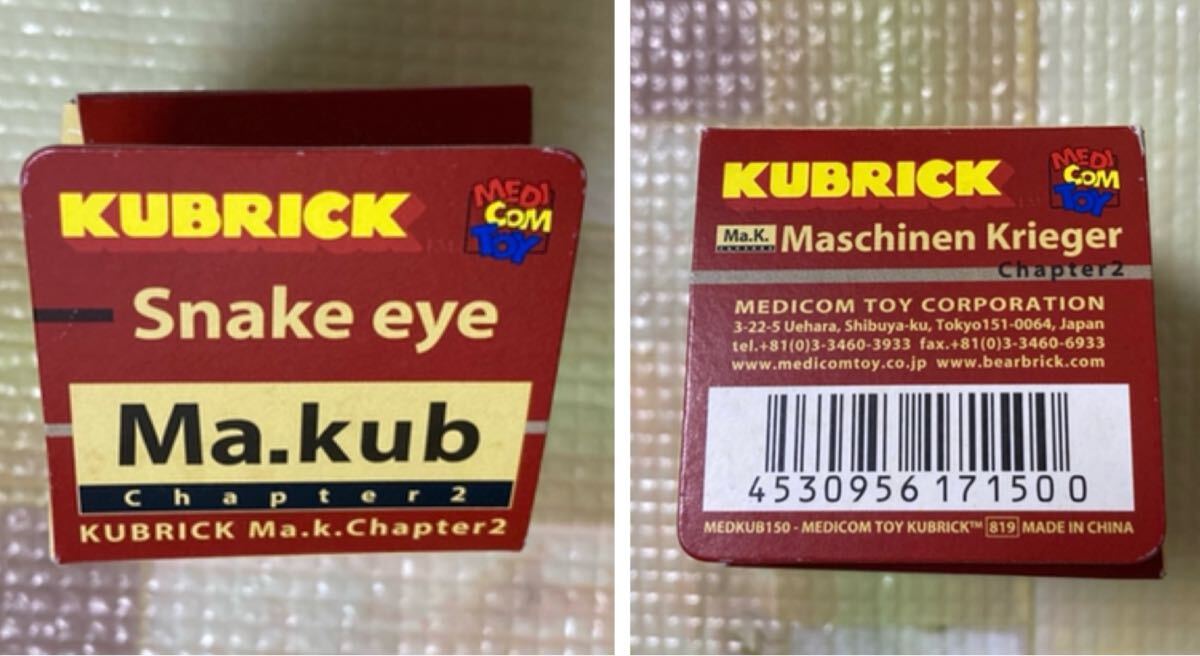 KUBRICK
MEDI
COM
TOY
Snake eye
Ma.kub
Chapter2
KUBRICK Ma.k.Chapter2
KUBRICK
MEDI
COM
TOY
Ma.K. Maschinen Krieger
Chapter2
MEDICOM TOY CORPORATION
3-22-5 Uehara, Shibuya-ku, Tokyo151-0064, Japan
tel.+81(0)3-3460-3933 fax.+81(0)3-3460-6933
www.medicomtoy.co.jp www.bearbrick.com
4530956171500
MEDKUB150 - MEDICOM TOY KUBRICK™ 819 MADE IN CHINA